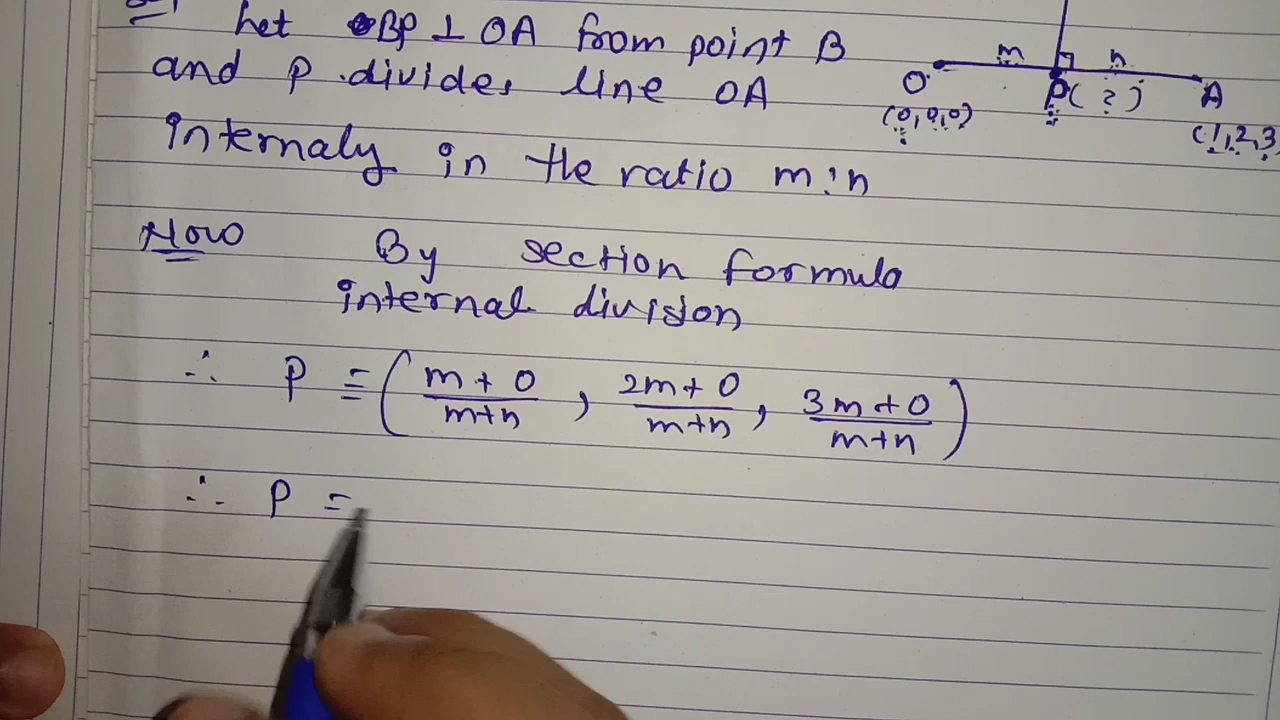 Let BP ⊥ OA from point B
and P divides line OA
internaly in the ratio m:n
m n
O P(?) A
(0,0,0) (1,2,3
Now By section formula
internal division
∴ P ≡ (m+0/m+n, 2m+0/m+n, 3m+0/m+n)
∴ P =